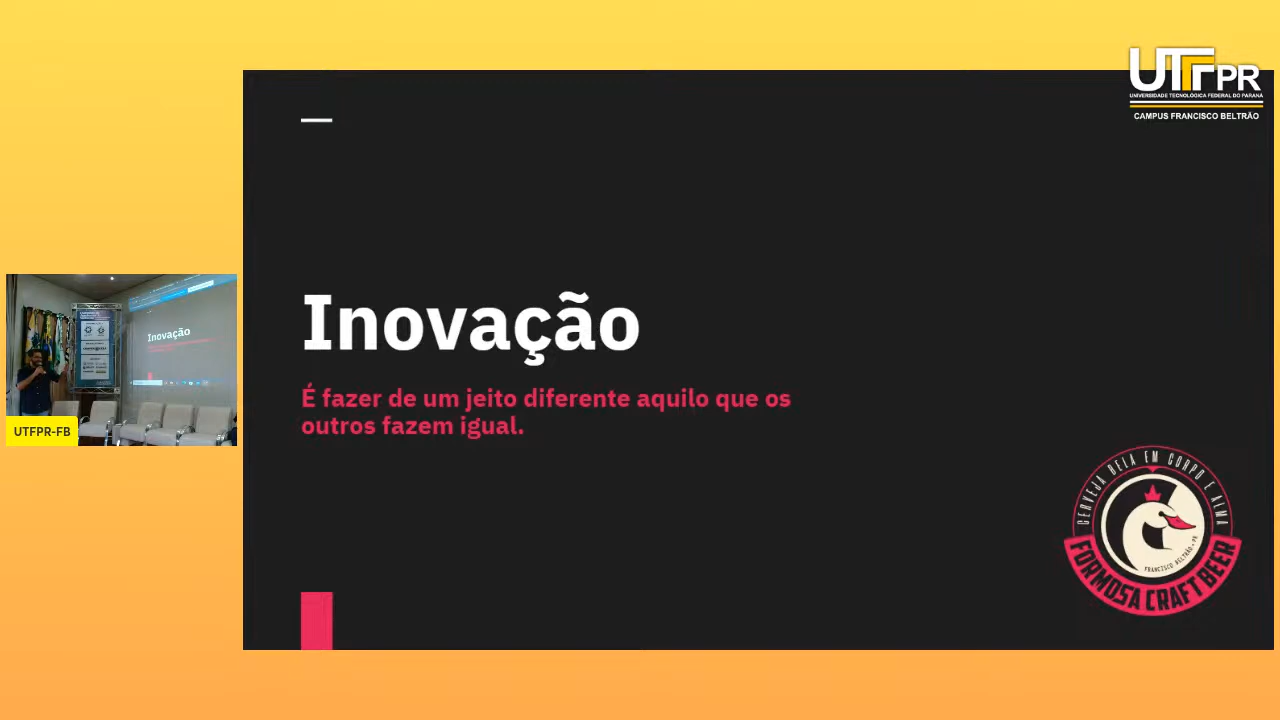 UTFPR
UNIVERSIDADE TECNOLÓGICA FEDERAL DO PARANÁ
CAMPUS FRANCISCO BELTRÃO
Inovação
É fazer de um jeito diferente aquilo que os
outros fazem igual.
Inovação
UTFPR-FB
CERVEJA BELA EM CORPO E ALMA
FRANCISCO BELTRÃO • PR
FORMOSA CRAFT BEER